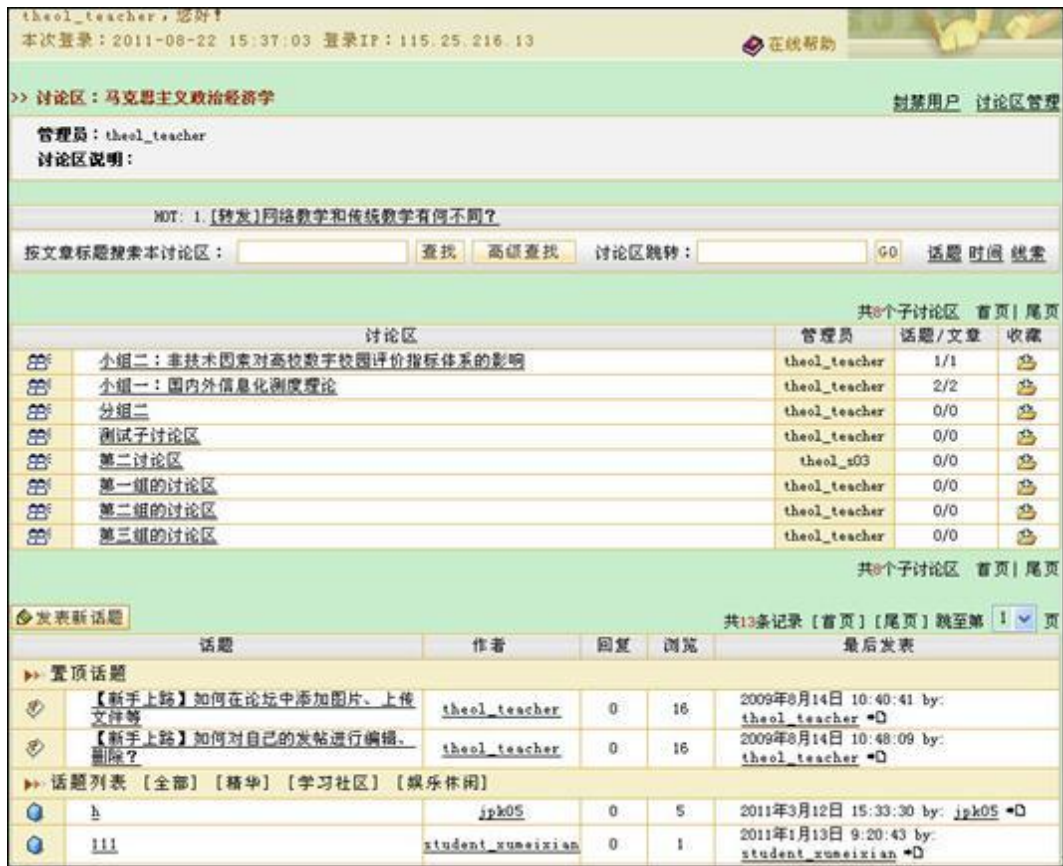 theol_teacher，您好！
本次登录：2011-08-22 15:37:03 登录IP：115.25.216.13
在线帮助
>> 讨论区：马克思主义政治经济学
封禁用户 讨论区管理
管理员：theol_teacher
讨论区说明：
HOT: 1.[转发]网络教学和传统教学有何不同？
按文章标题搜索本讨论区： 查找 高级查找 讨论区跳转： GO 话题 时间 线索
共8个子讨论区 首页| 尾页
讨论区 管理员 话题/文章 收藏
小组二：非技术因素对高校数字校园评价指标体系的影响 theol_teacher 1/1
小组一：国内外信息化测度理论 theol_teacher 2/2
分组二 theol_teacher 0/0
测试子讨论区 theol_teacher 0/0
第二讨论区 theol_s03 0/0
第一组的讨论区 theol_teacher 0/0
第二组的讨论区 theol_teacher 0/0
第三组的讨论区 theol_teacher 0/0
共8个子讨论区 首页| 尾页
发表新话题
共13条记录 [首页] [尾页] 跳至第 1 页
话题 作者 回复 浏览 最后发表
置顶话题
【新手上路】如何在论坛中添加图片、上传
文件等
theol_teacher 0 16
2009年8月14日 10:40:41 by:
theol_teacher
【新手上路】如何对自己的发帖进行编辑、
删除？
theol_teacher 0 16
2009年8月14日 10:48:09 by:
theol_teacher
话题列表 [全部] [精华] [学习社区] [娱乐休闲]
h jpk05 0 5 2011年3月12日 15:33:30 by: jpk05
111 student_xumeixian 0 1
2011年1月13日 9:20:43 by:
student_xumeixian